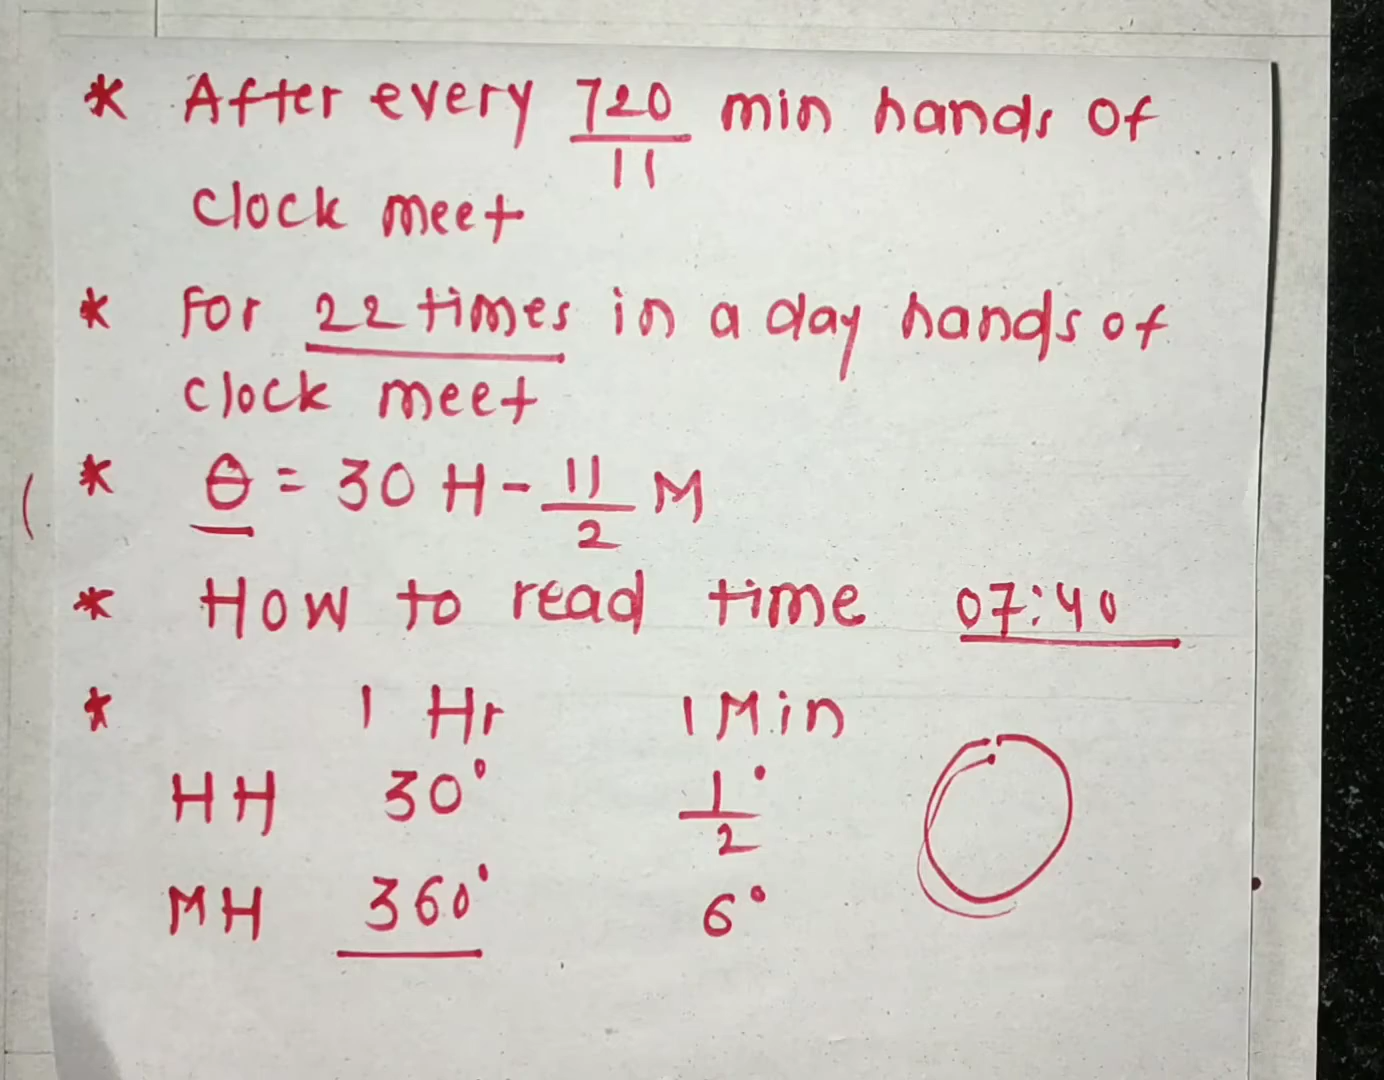 * After every 720/11 min hands of
clock meet
* For 22 times in a day hands of
clock meet
* θ = 30 H - 11/2 M
* How to read time 07:40
* 1 Hr 1 Min
HH 30° 1/2°
MH 360° 6°